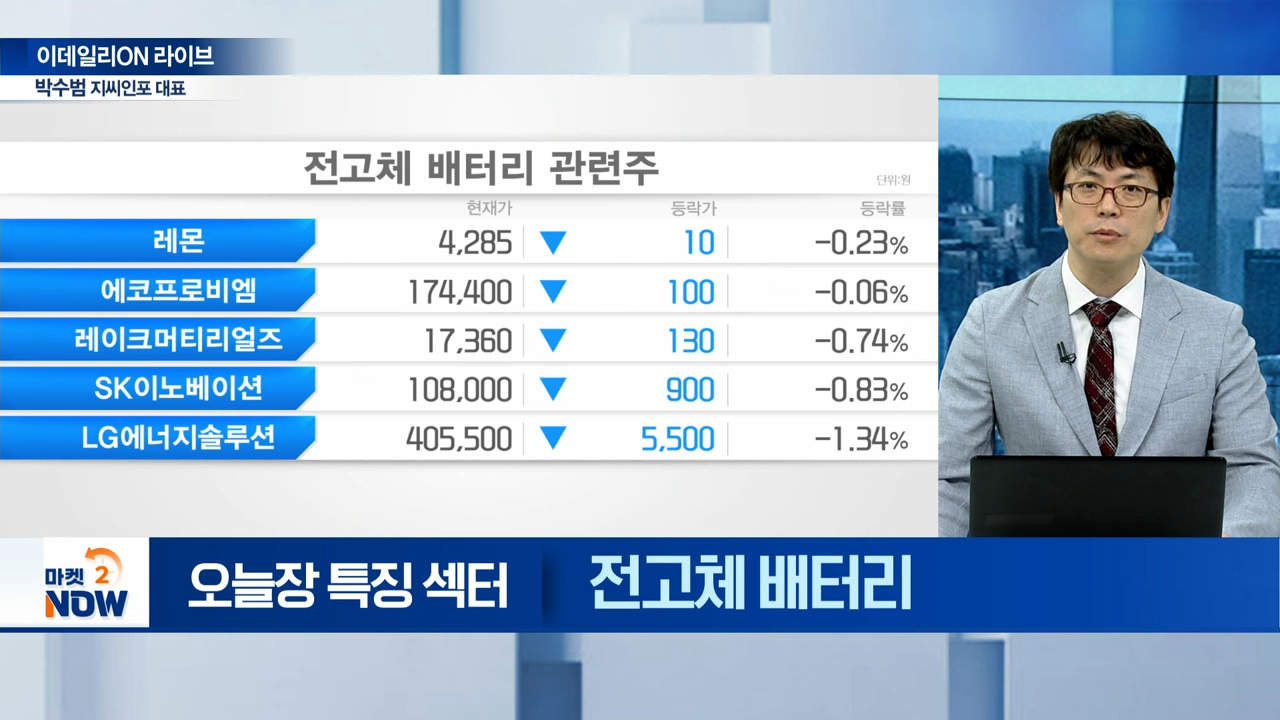 이데일리ON 라이브
박수범 지씨인포 대표
전고체 배터리 관련주
단위:원
현재가 등락가 등락률
레몬 4,285 ▼ 10 -0.23%
에코프로비엠 174,400 ▼ 100 -0.06%
레이크머티리얼즈 17,360 ▼ 130 -0.74%
SK이노베이션 108,000 ▼ 900 -0.83%
LG에너지솔루션 405,500 ▼ 5,500 -1.34%
마켓 2
NOW
오늘장 특징 섹터 전고체 배터리